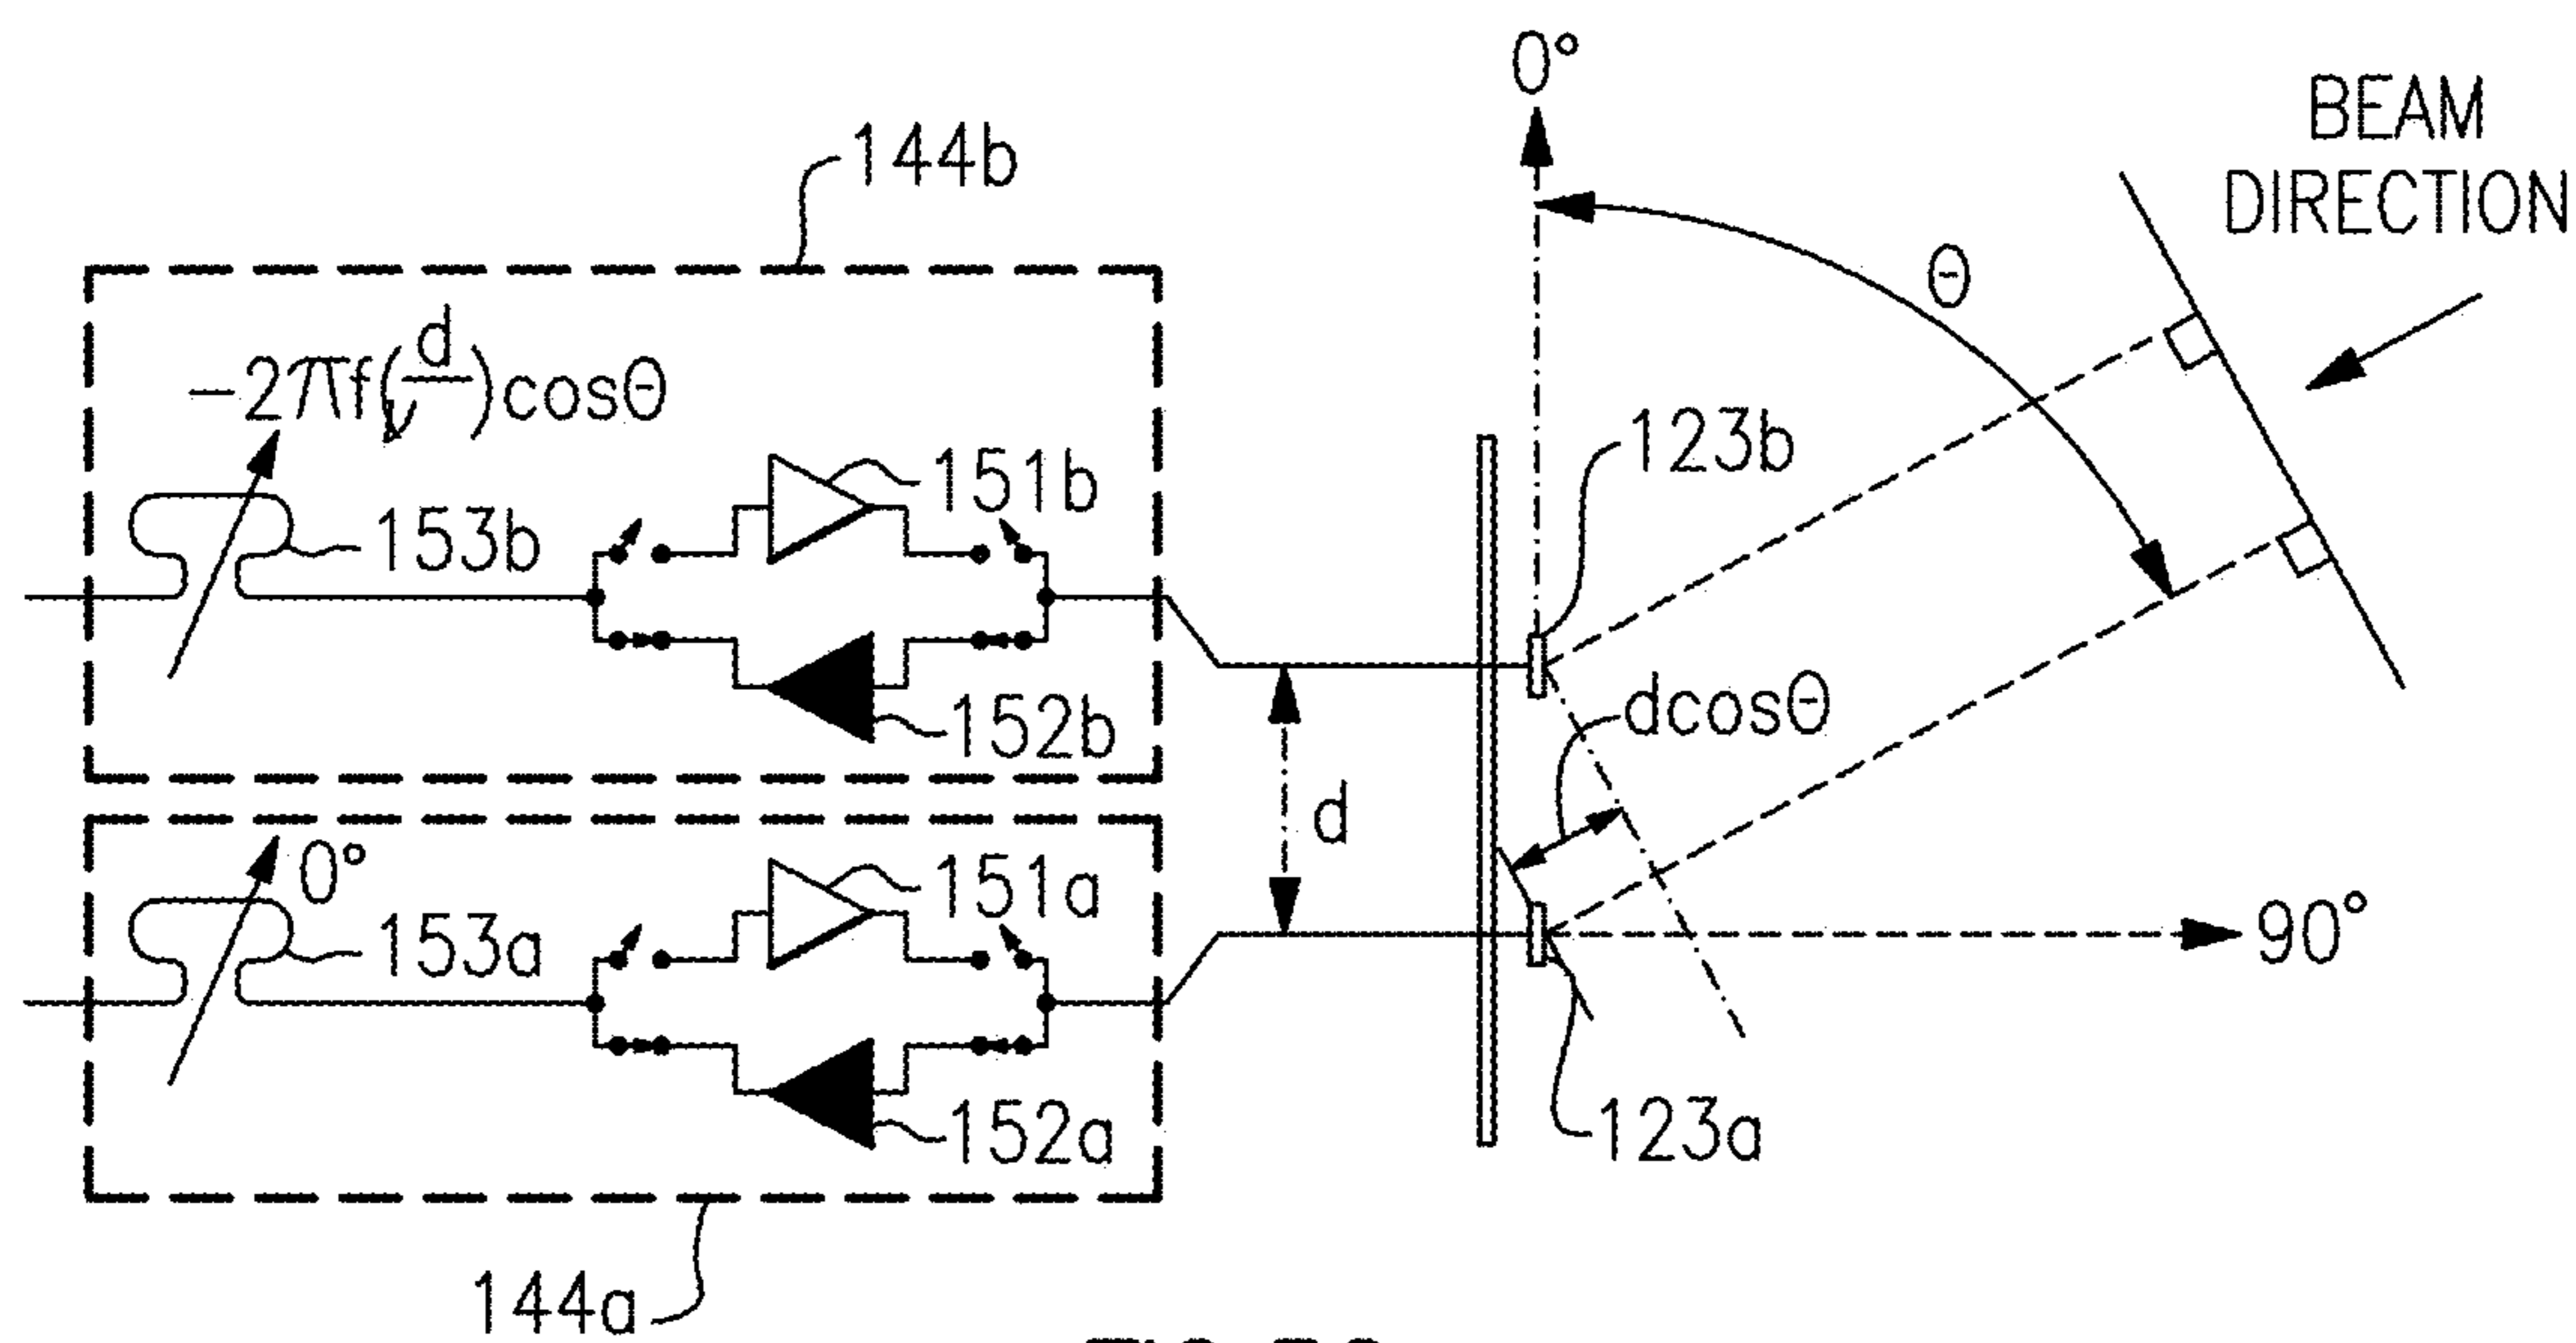 0°
BEAM
DIRECTION
144b
θ
-2πf(d/ν)cosθ
123b
151b
153b
dcosθ
152b
d
0°
151a
153a
90°
152a
123a
144a